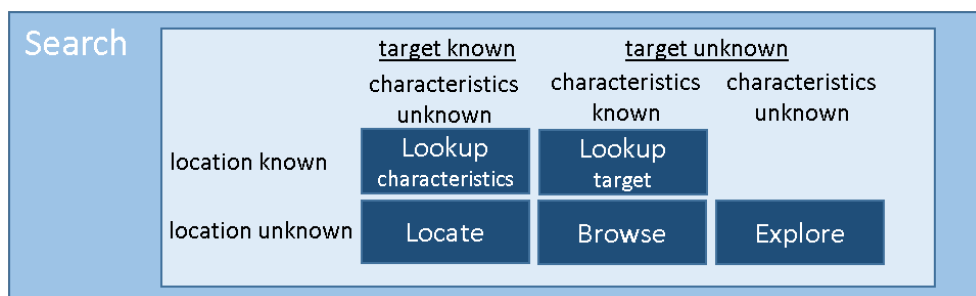 Search
target known target unknown
characteristics unknown characteristics known characteristics unknown
location known
Lookup characteristics
Lookup target
location unknown
Locate
Browse
Explore